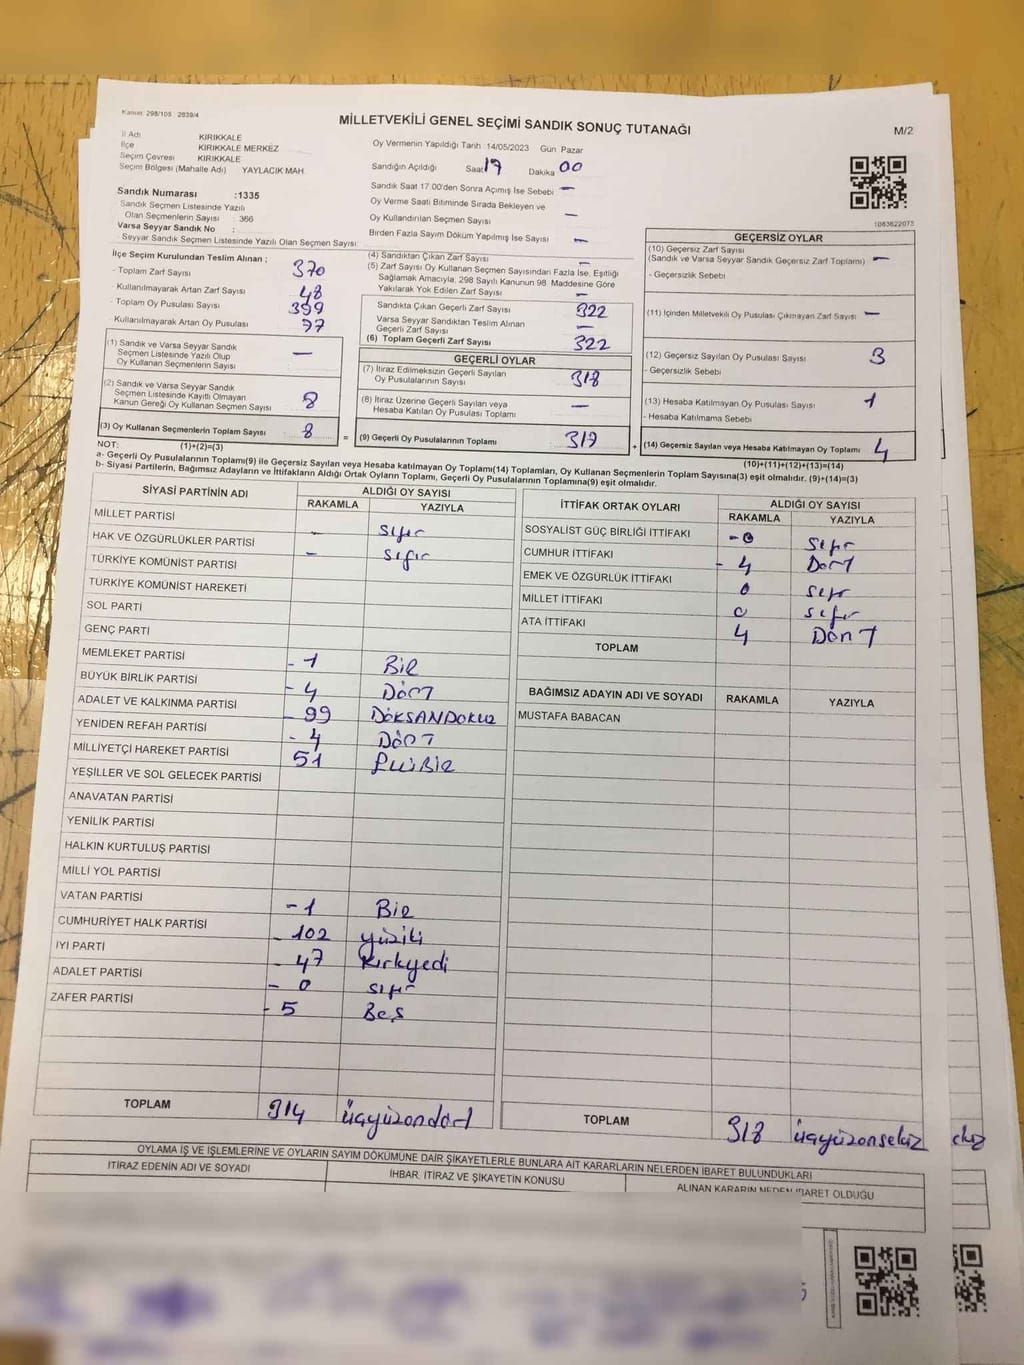 Kanun: 298/105 2839/4
MİLLETVEKİLİ GENEL SEÇİMİ SANDIK SONUÇ TUTANAĞI
M/2
İl Adı KIRIKKALE
İlçe KIRIKKALE MERKEZ
Seçim Çevresi KIRIKKALE
Seçim Bölgesi (Mahalle Adı) YAYLACIK MAH.
Oy Vermenin Yapıldığı Tarih 14/05/2023 Gün Pazar
Sandığın Açıldığı Saat 17 Dakika 00
Sandık Saat 17.00'den Sonra Açılmış İse Sebebi —
Oy Verme Saati Bitiminde Sırada Bekleyen ve
Oy Kullandırılan Seçmen Sayısı —
Birden Fazla Sayım Döküm Yapılmış İse Sayısı —
Sandık Numarası :1335
Sandık Seçmen Listesinde Yazılı
Olan Seçmenlerin Sayısı : 366
Varsa Seyyar Sandık No :
Seyyar Sandık Seçmen Listesinde Yazılı Olan Seçmen Sayısı:
1083622073
İlçe Seçim Kurulundan Teslim Alınan ;
- Toplam Zarf Sayısı 370
- Kullanılmayarak Artan Zarf Sayısı 48
- Toplam Oy Pusulası Sayısı 399
- Kullanılmayarak Artan Oy Pusulası 77
(1) Sandık ve Varsa Seyyar Sandık
Seçmen Listesinde Yazılı Olup
Oy Kullanan Seçmenlerin Sayısı —
(2) Sandık ve Varsa Seyyar Sandık
Seçmen Listesinde Kayıtlı Olmayan
Kanun Gereği Oy Kullanan Seçmen Sayısı 8
(3) Oy Kullanan Seçmenlerin Toplam Sayısı 8
(4) Sandıktan Çıkan Zarf Sayısı —
(5) Zarf Sayısı Oy Kullanan Seçmen Sayısından Fazla İse, Eşitliği
Sağlamak Amacıyla, 298 Sayılı Kanunun 98. Maddesine Göre
Yakılarak Yok Edilen Zarf Sayısı —
Sandıkta Çıkan Geçerli Zarf Sayısı 322
Varsa Seyyar Sandıktan Teslim Alınan
Geçerli Zarf Sayısı —
(6) Toplam Geçerli Zarf Sayısı 322
GEÇERLİ OYLAR
(7) İtiraz Edilmeksizin Geçerli Sayılan
Oy Pusulalarının Sayısı 318
(8) İtiraz Üzerine Geçerli Sayılan veya
Hesaba Katılan Oy Pusulası Toplamı —
= (9) Geçerli Oy Pusulalarının Toplamı
GEÇERSİZ OYLAR
(10) Geçersiz Zarf Sayısı
(Sandık ve Varsa Seyyar Sandık Geçersiz Zarf Toplamı) —
- Geçersizlik Sebebi
(11) İçinden Milletvekili Oy Pusulası Çıkmayan Zarf Sayısı —
(12) Geçersiz Sayılan Oy Pusulası Sayısı 3
- Geçersizlik Sebebi
(13) Hesaba Katılmayan Oy Pusulası Sayısı 1
- Hesaba Katılmama Sebebi
+ (14) Geçersiz Sayılan veya Hesaba Katılmayan Oy Toplamı 4
NOT: (1)+(2)=(3)
(10)+(11)+(12)+(13)=(14)
a- Geçerli Oy Pusulalarının Toplamı(9) ile Geçersiz Sayılan veya Hesaba katılmayan Oy Toplamı(14) Toplamları, Oy Kullanan Seçmenlerin Toplam Sayısına(3) eşit olmalıdır. (9)+(14)=(3)
b- Siyasi Partilerin, Bağımsız Adayların ve İttifakların Aldığı Ortak Oyların Toplamı, Geçerli Oy Pusulalarının Toplamına(9) eşit olmalıdır.
SİYASİ PARTİNİN ADI
ALDIĞI OY SAYISI
RAKAMLA YAZIYLA
MİLLET PARTİSİ - sıfır
HAK VE ÖZGÜRLÜKLER PARTİSİ - sıfır
TÜRKİYE KOMÜNİST PARTİSİ
TÜRKİYE KOMÜNİST HAREKETİ
SOL PARTİ
GENÇ PARTİ
MEMLEKET PARTİSİ -1 Bir
BÜYÜK BİRLİK PARTİSİ -4 Dört
ADALET VE KALKINMA PARTİSİ -99 DOKSANDOKUZ
YENİDEN REFAH PARTİSİ -4 Dört
MİLLİYETÇİ HAREKET PARTİSİ 51 ElliBir
YEŞİLLER VE SOL GELECEK PARTİSİ
ANAVATAN PARTİSİ
YENİLİK PARTİSİ
HALKIN KURTULUŞ PARTİSİ
MİLLİ YOL PARTİSİ
VATAN PARTİSİ -1 Bir
CUMHURİYET HALK PARTİSİ -102 yüziki
İYİ PARTİ -47 Kırkyedi
ADALET PARTİSİ -0 sıfır
ZAFER PARTİSİ -5 Beş
TOPLAM 314 üçyüzondört
İTTİFAK ORTAK OYLARI
ALDIĞI OY SAYISI
RAKAMLA YAZIYLA
SOSYALİST GÜÇ BİRLİĞİ İTTİFAKI -0 Sıfır
CUMHUR İTTİFAKI -4 Dört
EMEK VE ÖZGÜRLÜK İTTİFAKI 0 sıfır
MİLLET İTTİFAKI 0 sıfır
ATA İTTİFAKI 4 Dört
TOPLAM
BAĞIMSIZ ADAYIN ADI VE SOYADI RAKAMLA YAZIYLA
MUSTAFA BABACAN
TOPLAM 318 üçyüzonsekiz
OYLAMA İŞ VE İŞLEMLERİNE VE OYLARIN SAYIM DÖKÜMÜNE DAİR ŞİKAYETLERLE BUNLARA AİT KARARLARIN NELERDEN İBARET BULUNDUKLARI
İTİRAZ EDENİN ADI VE SOYADI
İHBAR, İTİRAZ VE ŞİKAYETİN KONUSU
ALINAN KARARIN NEDEN İBARET OLDUĞU